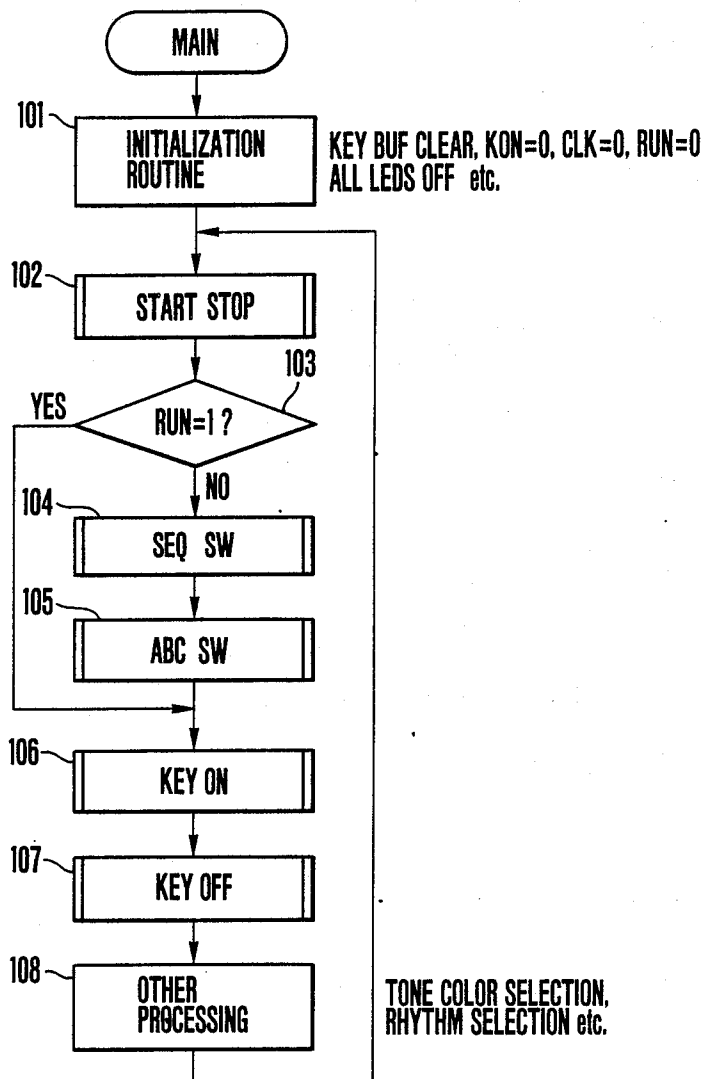 MAIN
101
INITIALIZATION
ROUTINE
KEY BUF CLEAR, KON=0, CLK=0, RUN=0
ALL LEDS OFF etc.
102
START STOP
103
YES
RUN=1 ?
NO
104
SEQ SW
105
ABC SW
106
KEY ON
107
KEY OFF
108
OTHER
PROCESSING
TONE COLOR SELECTION,
RHYTHM SELECTION etc.